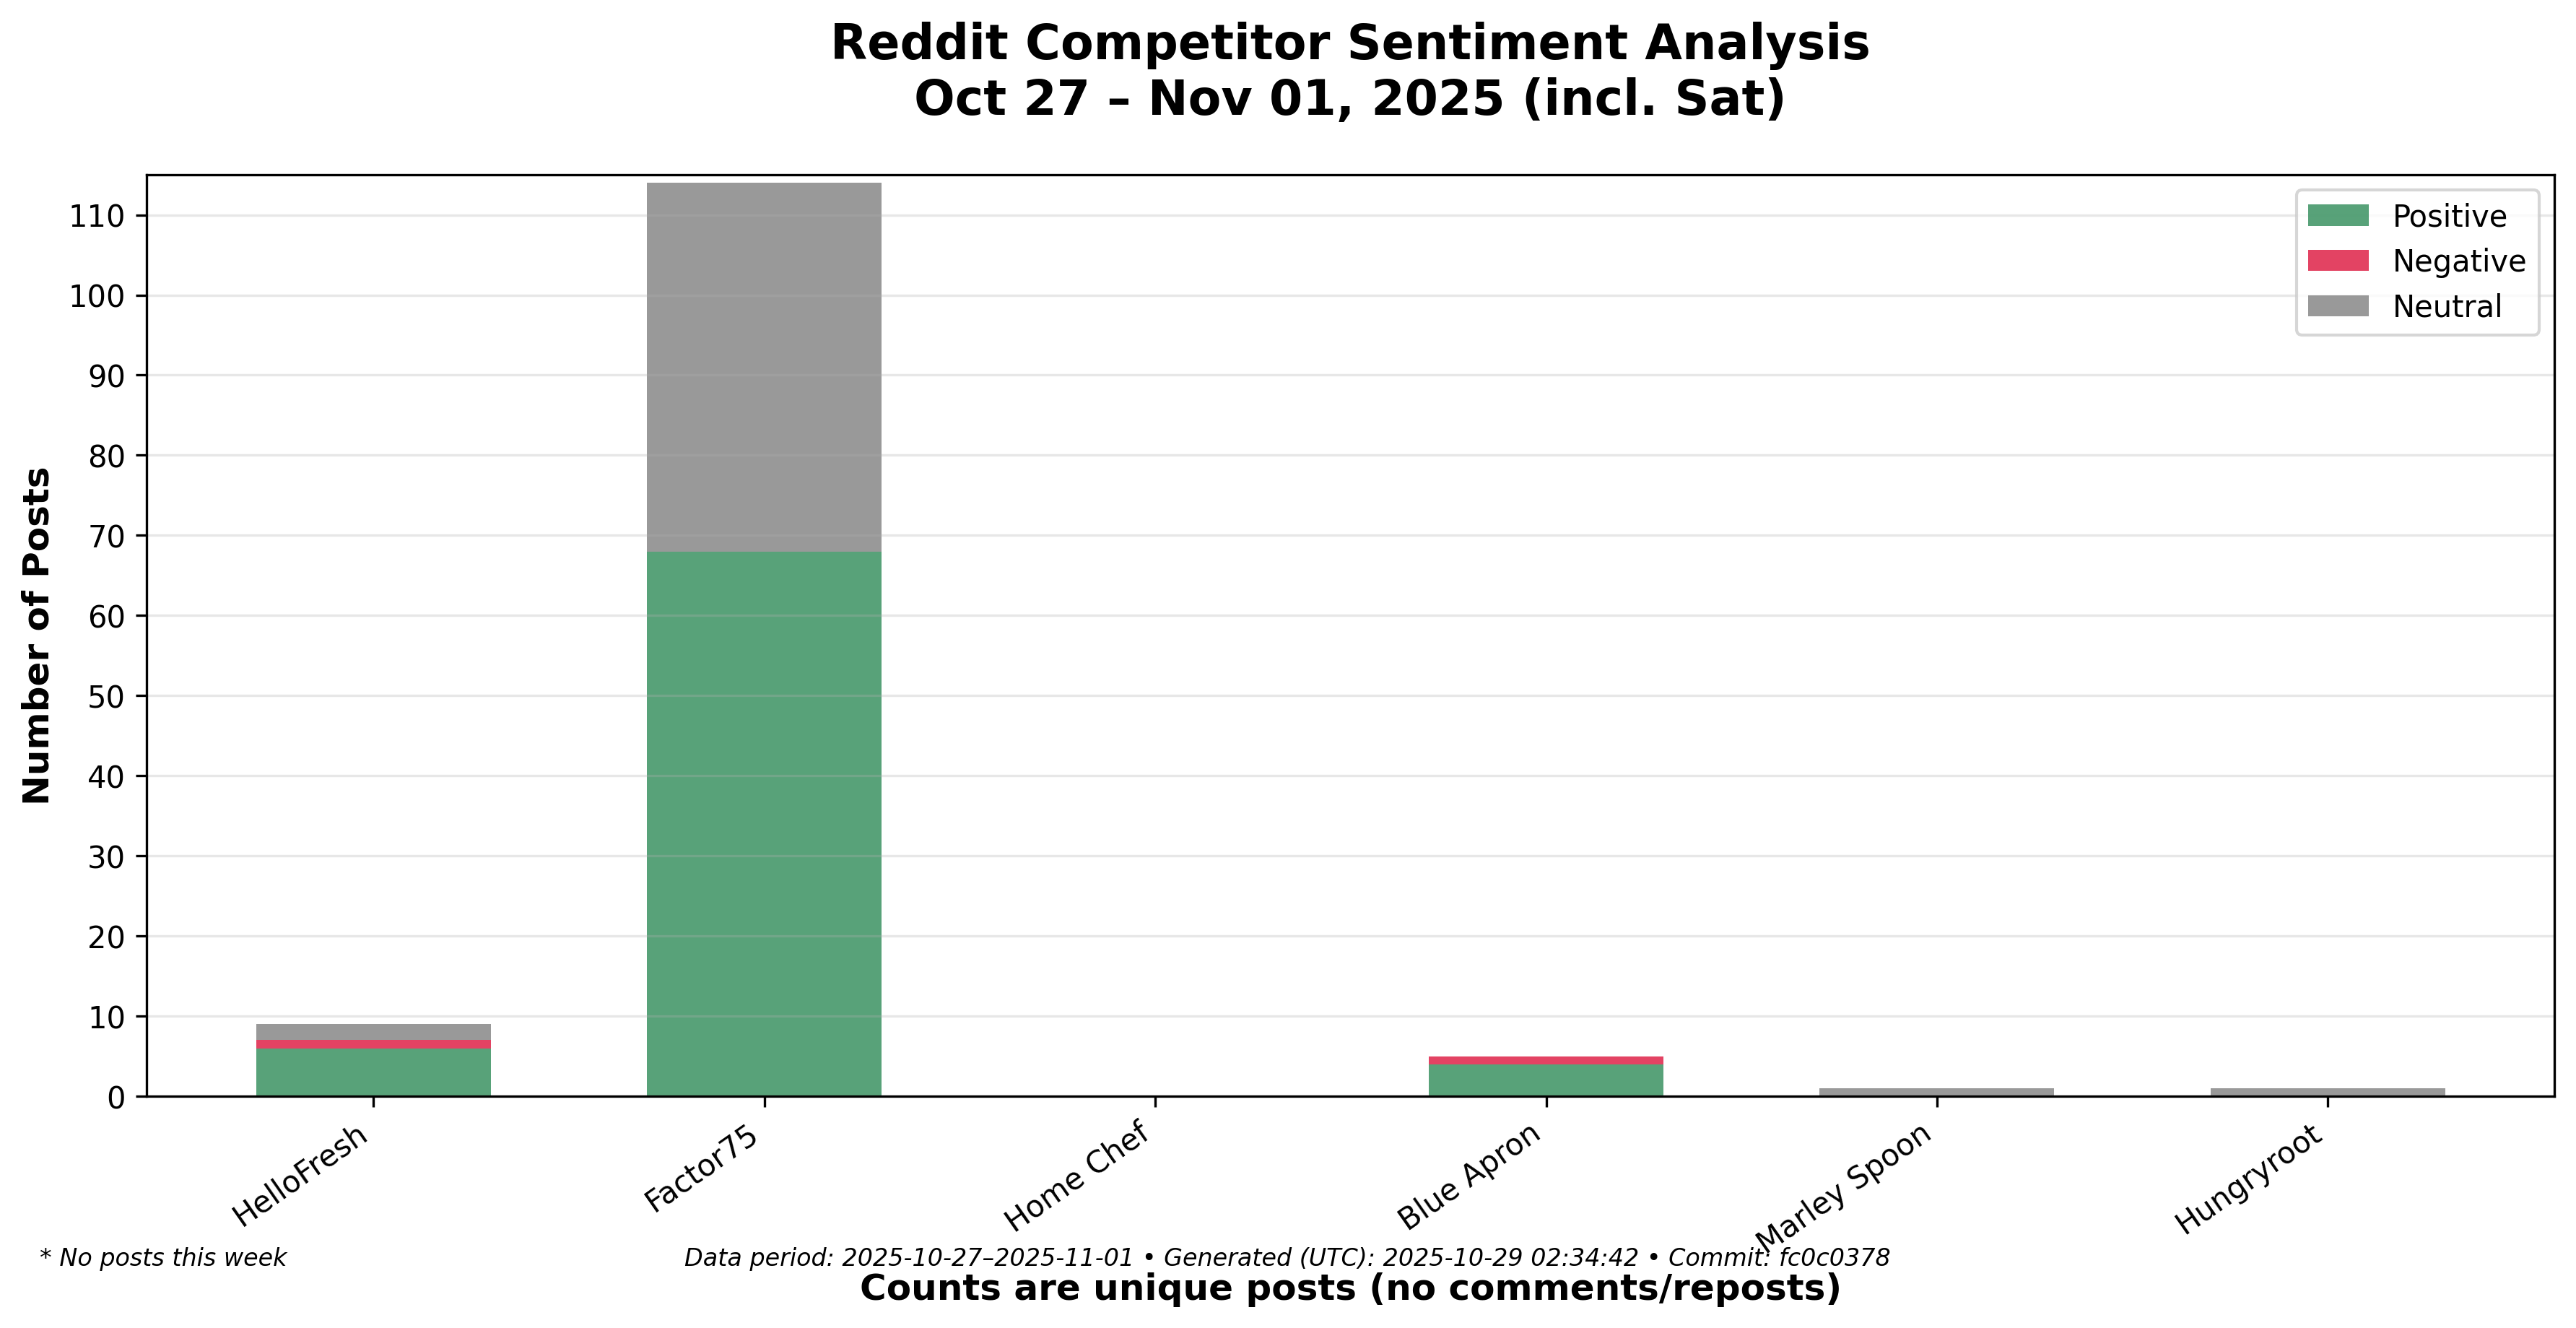 Reddit Competitor Sentiment Analysis
Oct 27 – Nov 01, 2025 (incl. Sat)
Positive
Negative
Neutral
Number of Posts
110
100
90
80
70
60
50
40
30
20
10
0
HelloFresh
Factor75
Home Chef
Blue Apron
Marley Spoon
Hungryroot
* No posts this week
Data period: 2025-10-27–2025-11-01 • Generated (UTC): 2025-10-29 02:34:42 • Commit: fc0c0378
Counts are unique posts (no comments/reposts)